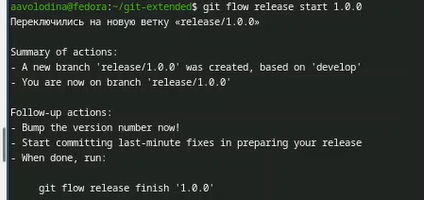 aavolodina@fedora:~/git-extended$ git flow release start 1.0.0
Переключились на новую ветку «release/1.0.0»
Summary of actions:
- A new branch 'release/1.0.0' was created, based on 'develop'
- You are now on branch 'release/1.0.0'
Follow-up actions:
- Bump the version number now!
- Start committing last-minute fixes in preparing your release
- When done, run:
git flow release finish '1.0.0'